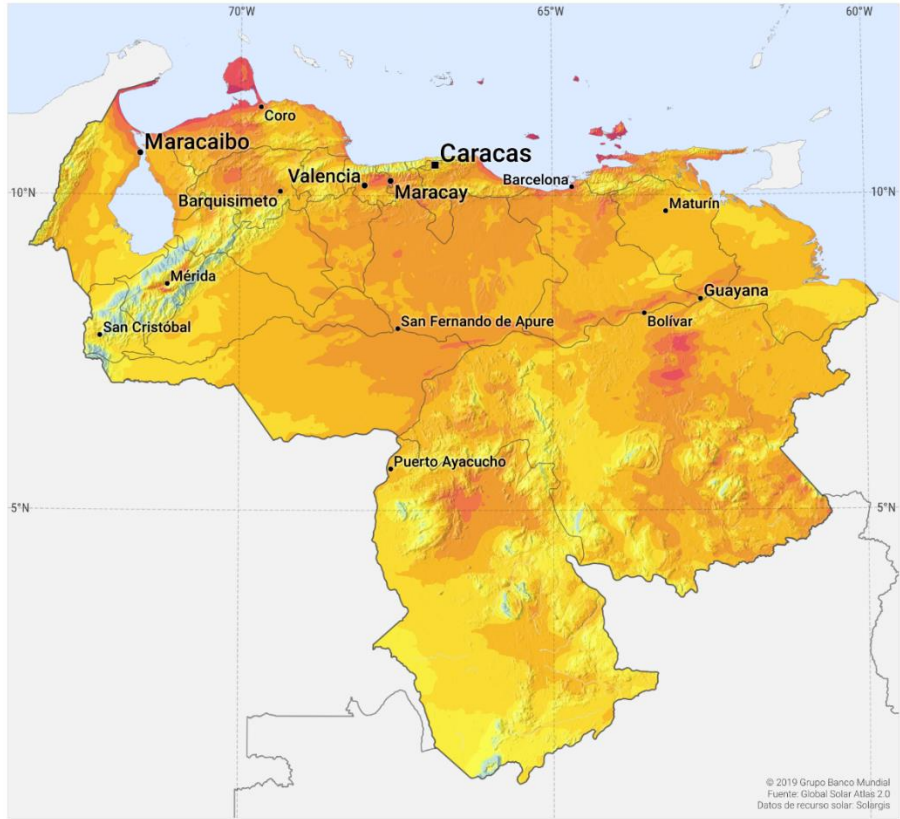 70°W
65°W
60°W
Coro
Maracaibo
Caracas
Valencia
Barcelona
10°N
10°N
Maracay
Barquisimeto
Maturín
Mérida
Guayana
San Cristóbal
San Fernando de Apure
Bolívar
Puerto Ayacucho
5°N
5°N
© 2019 Grupo Banco Mundial
Fuente: Global Solar Atlas 2.0
Datos de recurso solar: Solargis